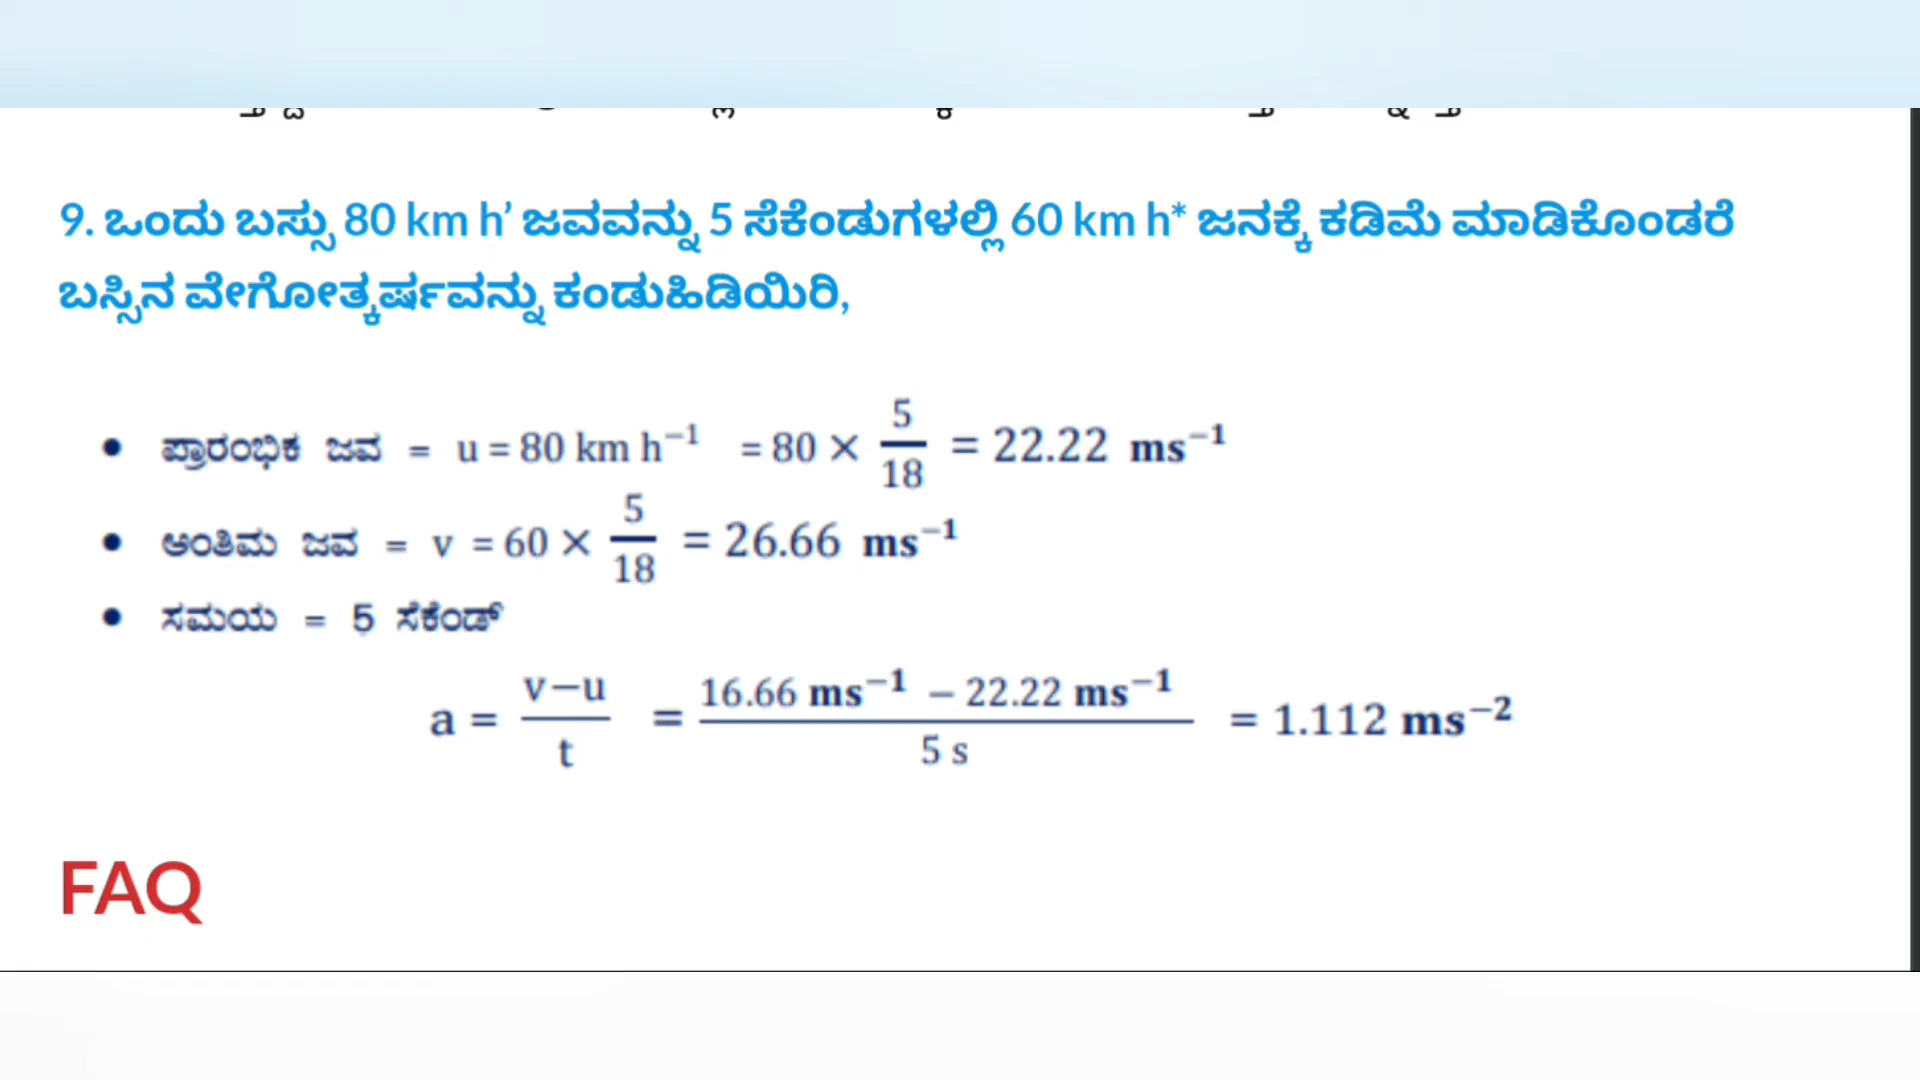 9. ಒಂದು ಬಸ್ಸು 80 km h’ ಜವವನ್ನು 5 ಸೆಕೆಂಡುಗಳಲ್ಲಿ 60 km h* ಜನಕ್ಕೆ ಕಡಿಮೆ ಮಾಡಿಕೊಂಡರೆ
ಬಸ್ಸಿನ ವೇಗೋತ್ಕರ್ಷವನ್ನು ಕಂಡುಹಿಡಿಯಿರಿ,
• ಪ್ರಾರಂಭಿಕ ಜವ = u = 80 km h⁻¹ = 80 × 5/18 = 22.22 ms⁻¹
• ಅಂತಿಮ ಜವ = v = 60 × 5/18 = 26.66 ms⁻¹
• ಸಮಯ = 5 ಸೆಕೆಂಡ್
a = v−u/t = 16.66 ms⁻¹ − 22.22 ms⁻¹/5 s = 1.112 ms⁻²
FAQ